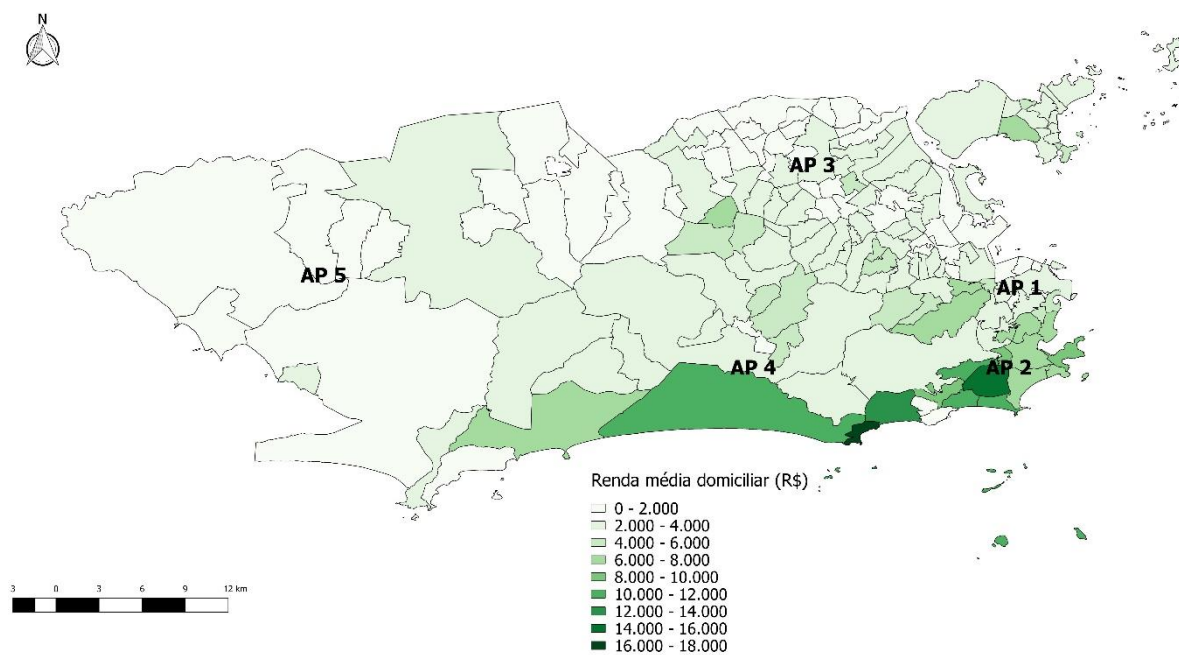 N
AP 3
AP 5
AP 1
AP 4
AP 2
Renda média domiciliar (R$)
0 - 2.000
2.000 - 4.000
4.000 - 6.000
6.000 - 8.000
8.000 - 10.000
10.000 - 12.000
12.000 - 14.000
14.000 - 16.000
16.000 - 18.000
3 0 3 6 9 12 km